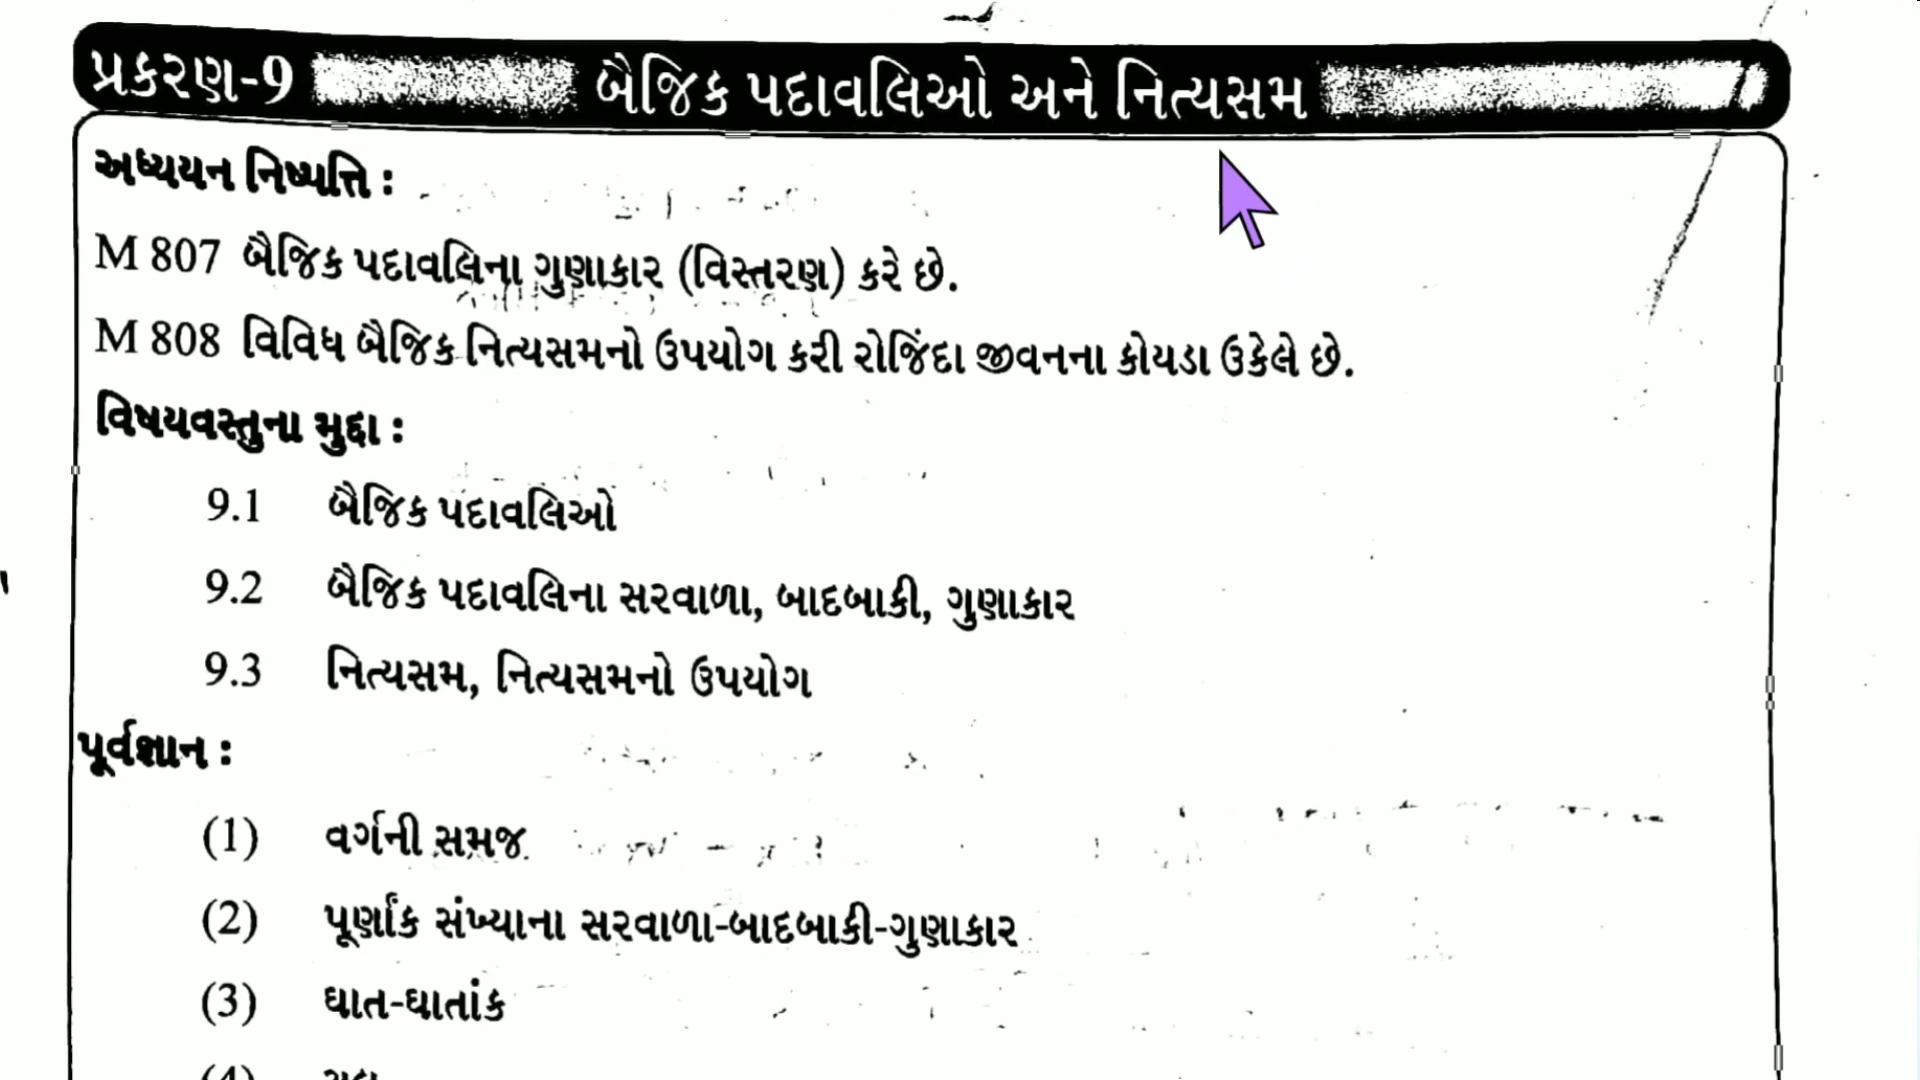 પ્રકરણ-9 બૈજિક પદાવલિઓ અને નિત્યસમ
અધ્યયન નિષ્પત્તિ :
M 807 બૈજિક પદાવલિના ગુણાકાર (વિસ્તરણ) કરે છે.
M 808 વિવિધ બૈજિક નિત્યસમનો ઉપયોગ કરી રોજિંદા જીવનના કોયડા ઉકેલે છે.
વિષયવસ્તુના મુદ્દા :
9.1 બૈજિક પદાવલિઓ
9.2 બૈજિક પદાવલિના સરવાળા, બાદબાકી, ગુણાકાર
9.3 નિત્યસમ, નિત્યસમનો ઉપયોગ
પૂર્વજ્ઞાન :
(1) વર્ગની સમજ
(2) પૂર્ણાંક સંખ્યાના સરવાળા-બાદબાકી-ગુણાકાર
(3) ઘાત-ઘાતાંક
(4)